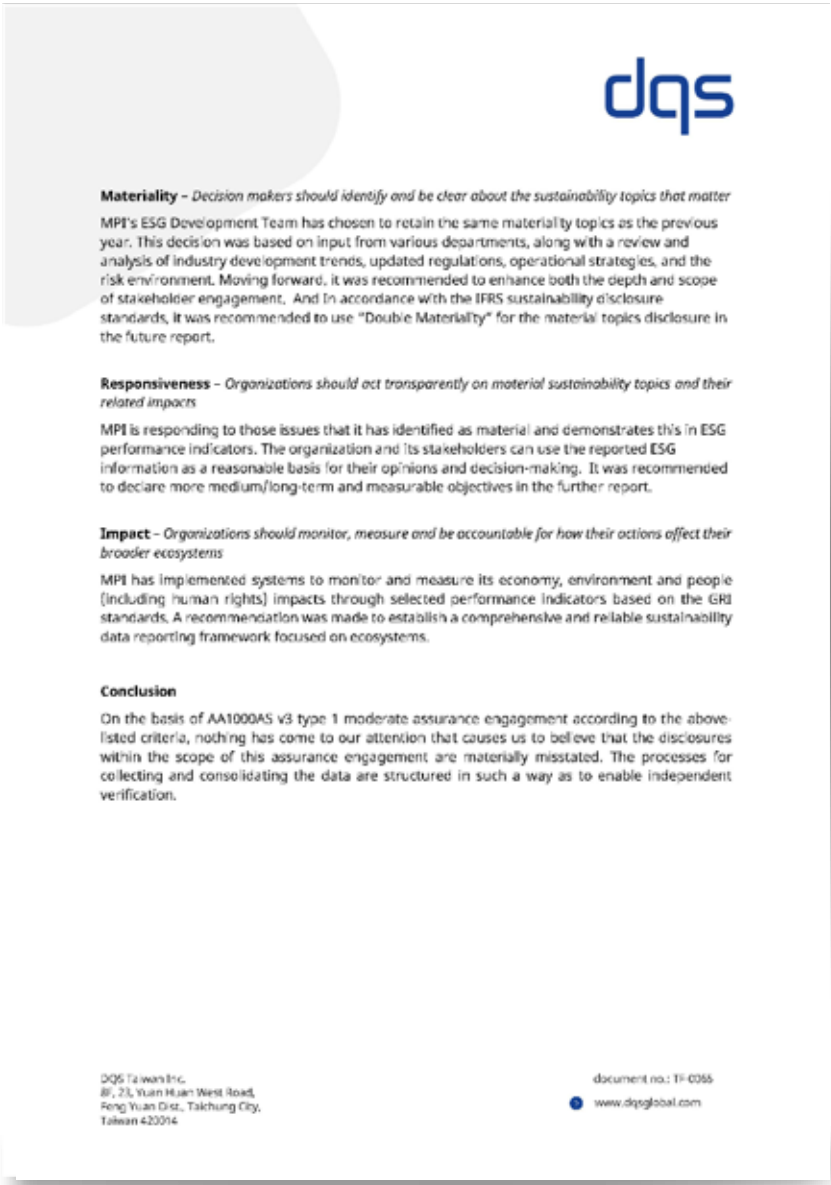 dqs
Materiality – Decision makers should identify and be clear about the sustainability topics that matter
MPI's ESG Development Team has chosen to retain the same materiality topics as the previous
year. This decision was based on input from various departments, along with a review and
analysis of industry development trends, updated regulations, operational strategies, and the
risk environment. Moving forward, it was recommended to enhance both the depth and scope
of stakeholder engagement,  And In accordance with the IFRS sustainability disclosure
standards, it was recommended to use "Double Materiality" for the material topics disclosure in
the future report.
Responsiveness – Organizations should act transparently on material sustainability topics and their
related impacts
MPI is responding to those issues that it has identified as material and demonstrates this in ESG
performance indicators. The organization and its stakeholders can use the reported ESG
information as a reasonable basis for their opinions and decision-making.  It was recommended
to declare more medium/long-term and measurable objectives in the further report.
Impact – Organizations should monitor, measure and be accountable for how their actions affect their
broader ecosystems
MPI has implemented systems to monitor and measure its economy, environment and people
(including human rights) impacts through selected performance indicators based on the GRI
standards. A recommendation was made to establish a comprehensive and reliable sustainability
data reporting framework focused on ecosystems.
Conclusion
On the basis of AA1000AS v3 type 1 moderate assurance engagement according to the above-
listed criteria, nothing has come to our attention that causes us to believe that the disclosures
within the scope of this assurance engagement are materially misstated. The processes for
collecting and consolidating the data are structured in such a way as to enable independent
verification.
DQS Taiwan Inc.
8F, 23, Yuan Huan West Road,
Feng Yuan Dist., Taichung City,
Taiwan 420014
document no.: TF-0055
www.dqsglobal.com